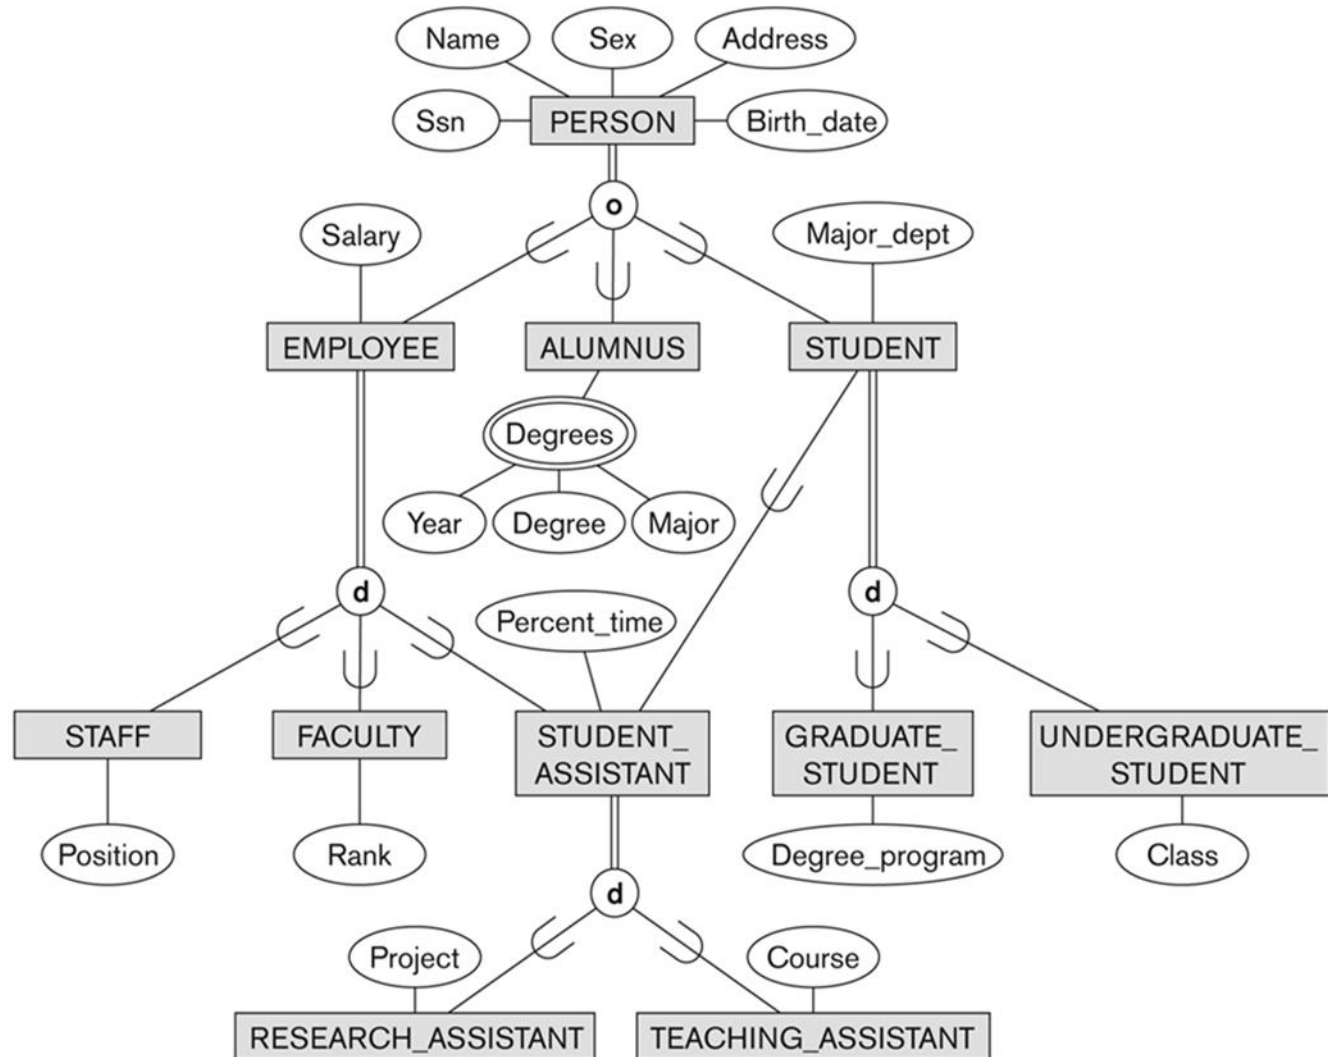 Name
Sex
Address
Ssn
PERSON
Birth_date
o
Salary
Major_dept
EMPLOYEE
ALUMNUS
STUDENT
Degrees
Year
Degree
Major
d
d
Percent_time
STAFF
FACULTY
STUDENT_
ASSISTANT
GRADUATE_
STUDENT
UNDERGRADUATE_
STUDENT
Position
Rank
Degree_program
Class
d
Project
Course
RESEARCH_ASSISTANT
TEACHING_ASSISTANT